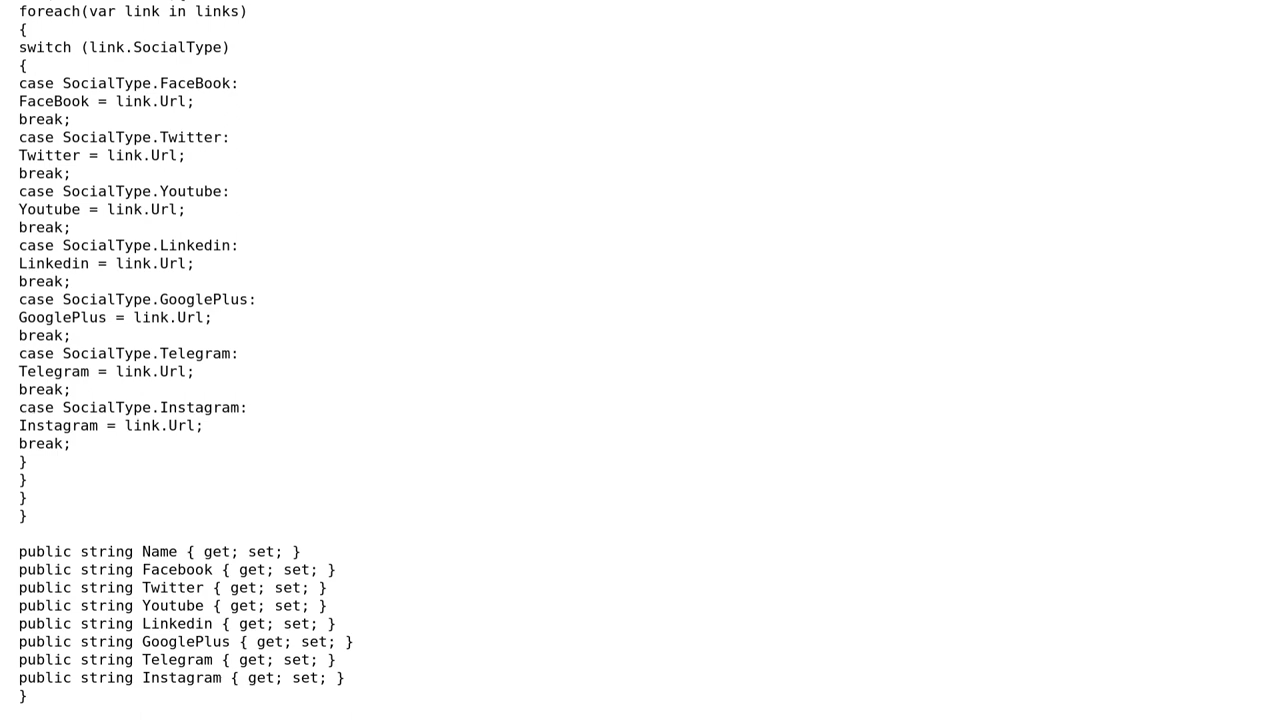 foreach(var link in links)
{
switch (link.SocialType)
{
case SocialType.FaceBook:
FaceBook = link.Url;
break;
case SocialType.Twitter:
Twitter = link.Url;
break;
case SocialType.Youtube:
Youtube = link.Url;
break;
case SocialType.Linkedin:
Linkedin = link.Url;
break;
case SocialType.GooglePlus:
GooglePlus = link.Url;
break;
case SocialType.Telegram:
Telegram = link.Url;
break;
case SocialType.Instagram:
Instagram = link.Url;
break;
}
}
}
}

public string Name { get; set; }
public string Facebook { get; set; }
public string Twitter { get; set; }
public string Youtube { get; set; }
public string Linkedin { get; set; }
public string GooglePlus { get; set; }
public string Telegram { get; set; }
public string Instagram { get; set; }
}